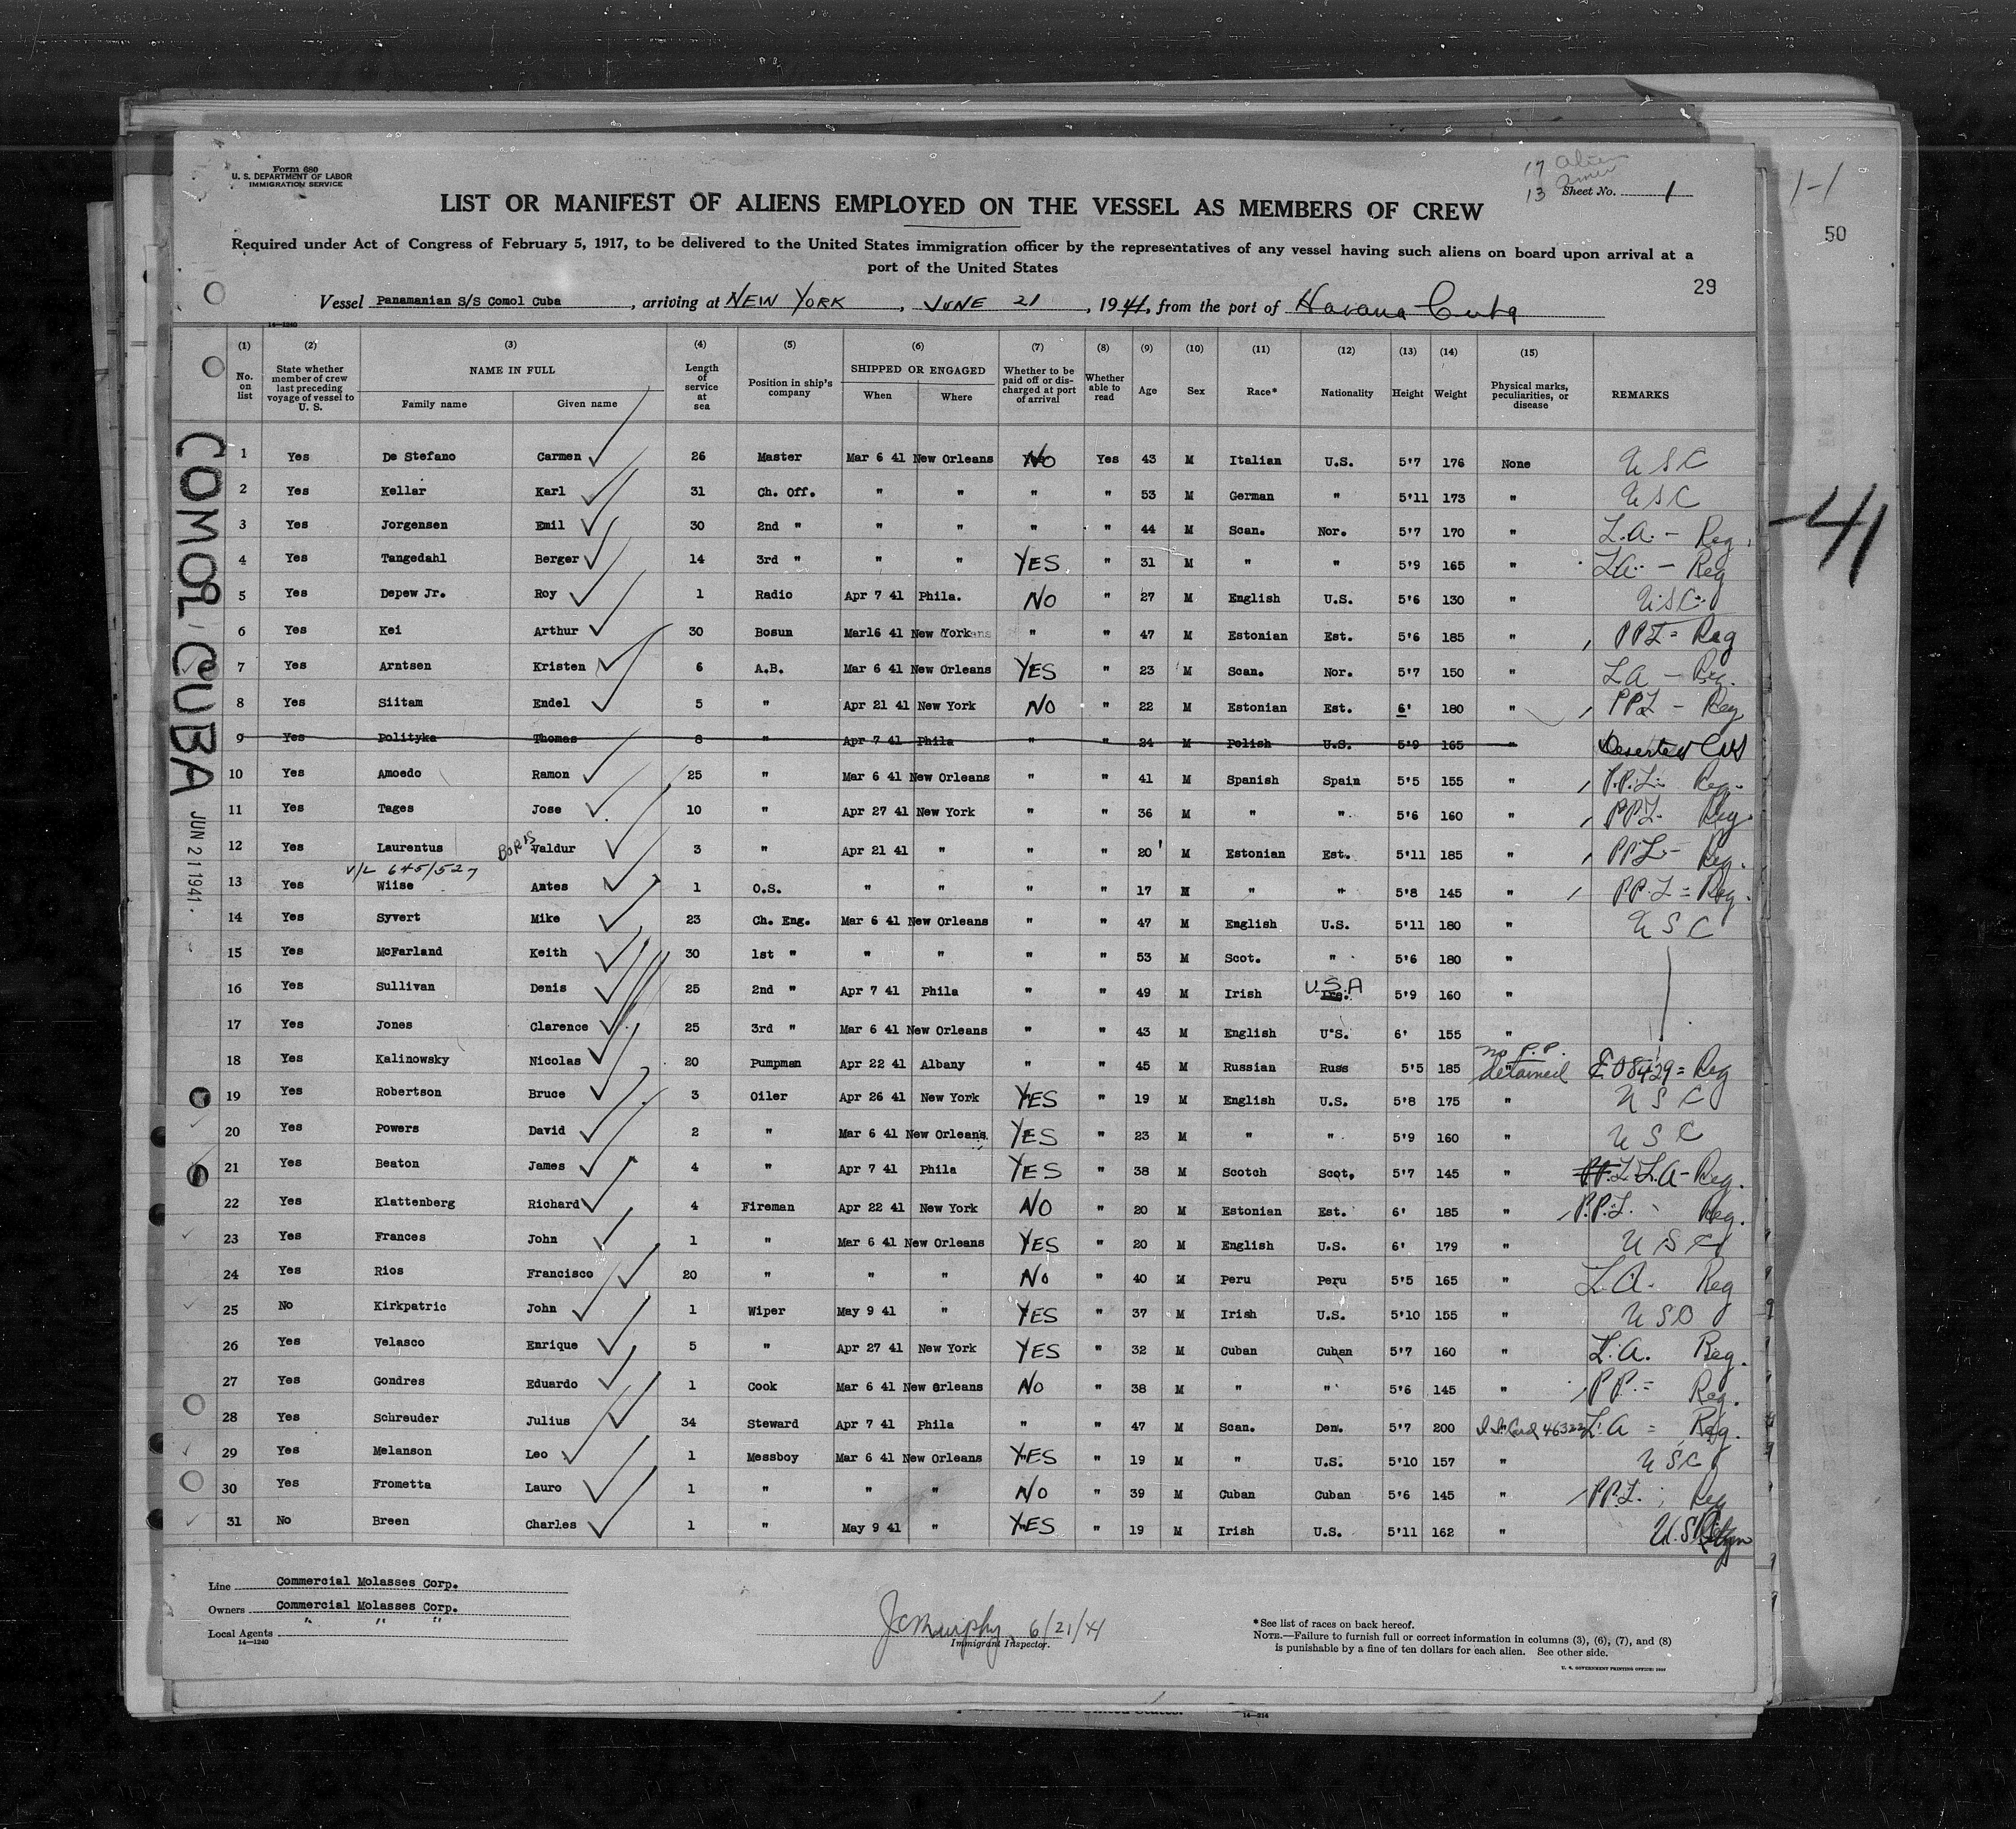 Form 680
U. S. DEPARTMENT OF LABOR
IMMIGRATION SERVICE
17 Alien
13 Amer
Sheet No. 1
1-1
50
LIST OR MANIFEST OF ALIENS EMPLOYED ON THE VESSEL AS MEMBERS OF CREW
Required under Act of Congress of February 5, 1917, to be delivered to the United States immigration officer by the representatives of any vessel having such aliens on board upon arrival at a
port of the United States
29
Vessel Panamanian S/S Comol Cuba, arriving at NEW YORK, JUNE 21, 1941, from the port of Havana Cuba
14—1240
(1) (2) (3) (4) (5) (6) (7) (8) (9) (10) (11) (12) (13) (14) (15)
No. on list State whether member of crew last preceding voyage of vessel to U. S. NAME IN FULL Family name Given name Length of service at sea Position in ship's company SHIPPED OR ENGAGED When Where Whether to be paid off or discharged at port of arrival Whether able to read Age Sex Race* Nationality Height Weight Physical marks, peculiarities, or disease REMARKS
COMOL CUBA
JUN 21 1941
-41
1 Yes De Stefano Carmen 26 Master Mar 6 41 New Orleans No Yes 43 M Italian U.S. 5'7 176 None USC
2 Yes Kellar Karl 31 Ch. Off. " " " " 53 M German " 5'11 173 " USC
3 Yes Jorgensen Emil 30 2nd " " " " " 44 M Scan. Nor. 5'7 170 " L.A. - Reg.
4 Yes Tangedahl Berger 14 3rd " " " YES " 31 M " " 5'9 165 " L.A. - Reg
5 Yes Depew Jr. Roy 1 Radio Apr 7 41 Phila. NO " 27 M English U.S. 5'6 130 " USC
6 Yes Kei Arthur 30 Bosun Mar16 41 New York " " 47 M Estonian Est. 5'6 185 " PPL = Reg
7 Yes Arntsen Kristen 6 A.B. Mar 6 41 New Orleans YES " 23 M Scan. Nor. 5'7 150 " LA - Reg.
8 Yes Siitam Endel 5 " Apr 21 41 New York NO " 22 M Estonian Est. 6' 180 " PPL - Reg
9 Yes Polityka Thomas 8 " Apr 7 41 Phila " " 24 M Polish U.S. 5'9 165 " Deserted
10 Yes Amoedo Ramon 25 " Mar 6 41 New Orleans " " 41 M Spanish Spain 5'5 155 " P.P.L. Reg.
11 Yes Tages Jose 10 " Apr 27 41 New York " " 36 M " " 5'6 160 " PPL. Reg.
12 Yes Laurentus BORIS Valdur 3 " Apr 21 41 " " " 20 M Estonian Est. 5'11 185 " PPL - Reg.
V/L 645/527
13 Yes Wiise Antes 1 O.S. " " " " 17 M " " 5'8 145 " PP.L = Reg.
14 Yes Syvert Mike 23 Ch. Eng. Mar 6 41 New Orleans " " 47 M English U.S. 5'11 180 " USC
15 Yes McFarland Keith 30 1st " " " " " 53 M Scot. " 5'6 180 "
16 Yes Sullivan Denis 25 2nd " Apr 7 41 Phila " " 49 M Irish Ire. U.S.A 5'9 160 "
17 Yes Jones Clarence 25 3rd " Mar 6 41 New Orleans " " 43 M English U.S. 6' 155 "
18 Yes Kalinowsky Nicolas 20 Pumpman Apr 22 41 Albany " " 45 M Russian Russ 5'5 185 " no P.P. detained E08429 = Reg
19 Yes Robertson Bruce 3 Oiler Apr 26 41 New York YES " 19 M English U.S. 5'8 175 " USC
20 Yes Powers David 2 " Mar 6 41 New Orleans. YES " 23 M " " 5'9 160 " USC
21 Yes Beaton James 4 " Apr 7 41 Phila YES " 38 M Scotch Scot. 5'7 145 " P.P.L. L.A - Reg.
22 Yes Klattenberg Richard 4 Fireman Apr 22 41 New York NO " 20 M Estonian Est. 6' 185 " P.P.L. Reg.
23 Yes Frances John 1 " Mar 6 41 New Orleans YES " 20 M English U.S. 6' 179 " USC
24 Yes Rios Francisco 20 " " " No " 40 M Peru Peru 5'5 165 " L.A. Reg
25 No Kirkpatric John 1 Wiper May 9 41 " YES " 37 M Irish U.S. 5'10 155 " USC
26 Yes Velasco Enrique 5 " Apr 27 41 New York YES " 32 M Cuban Cuban 5'7 160 " L.A. Reg.
27 Yes Gondres Eduardo 1 Cook Mar 6 41 New Orleans No " 38 M " " 5'6 145 " PP. = Reg.
28 Yes Schreuder Julius 34 Steward Apr 7 41 Phila " " 47 M Scan. Den. 5'7 200 Card 46322 L.A = Reg.
29 Yes Melanson Leo 1 Messboy Mar 6 41 New Orleans YES " 19 M " U.S. 5'10 157 " USC
30 Yes Frometta Lauro 1 " " " No " 39 M Cuban Cuban 5'6 145 " PP.L. Reg
31 No Breen Charles 1 " May 9 41 " YES " 19 M Irish U.S. 5'11 162 " U.S.
Line Commercial Molasses Corp.
Owners Commercial Molasses Corp.
Local Agents " " "
14—1240
JC Murphy 6/21/41
Immigrant Inspector.
*See list of races on back hereof.
NOTE.—Failure to furnish full or correct information in columns (3), (6), (7), and (8)
is punishable by a fine of ten dollars for each alien. See other side.
U. S. GOVERNMENT PRINTING OFFICE
14—214